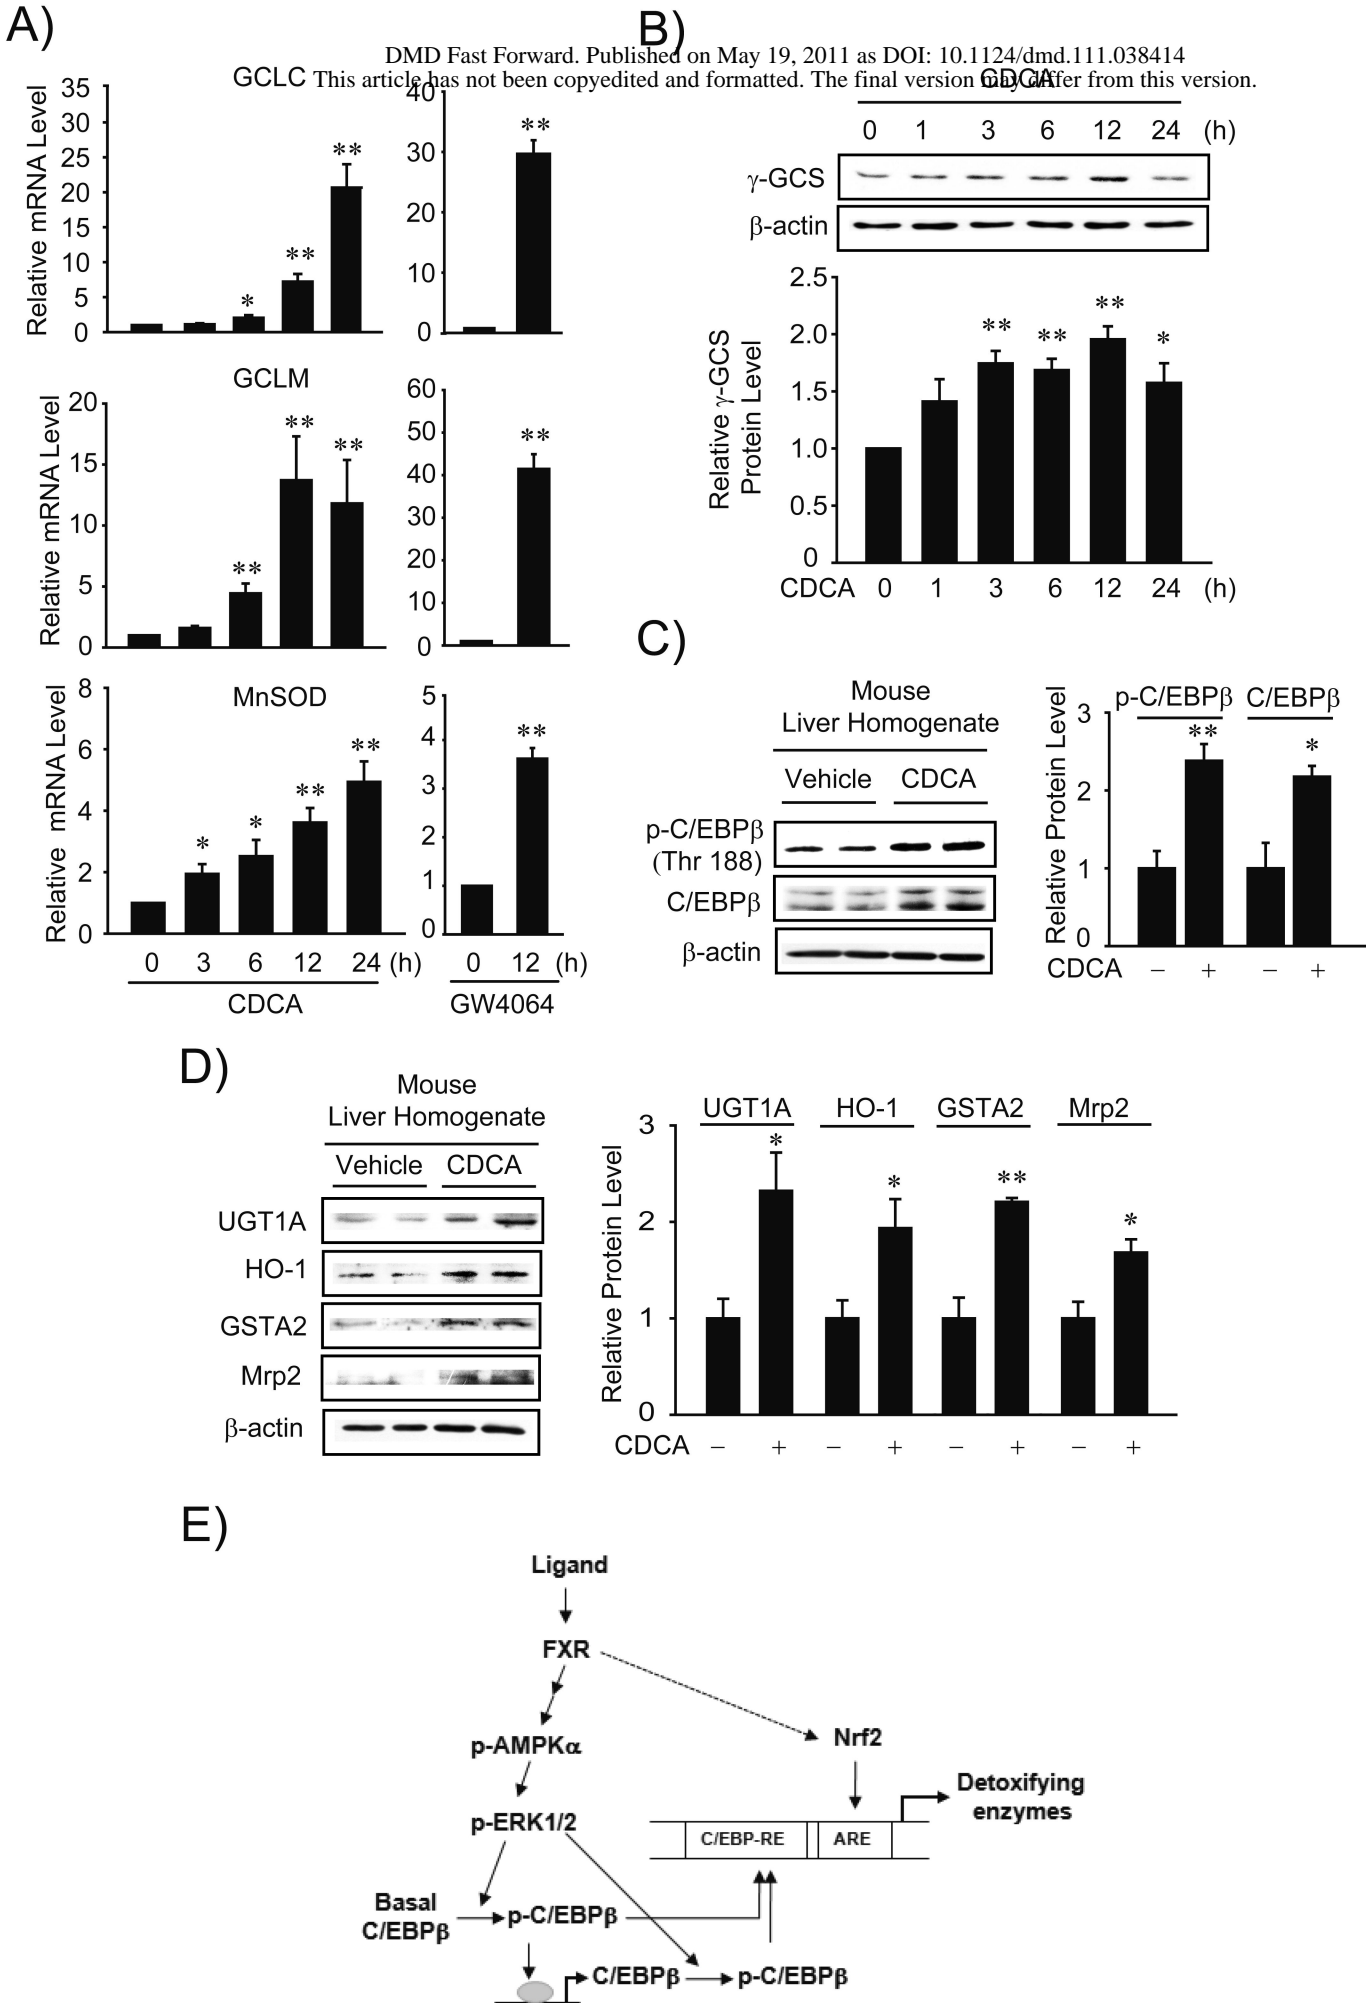 A)
B)
DMD Fast Forward. Published on May 19, 2011 as DOI: 10.1124/dmd.111.038414
This article has not been copyedited and formatted. The final version may differ from this version.
GCLC
Relative mRNA Level
35
30
25
20
15
10
5
0
*
**
**
40
30
20
10
0
**
GCLM
Relative mRNA Level
20
15
10
5
0
**
**
**
60
50
40
30
20
10
0
**
MnSOD
Relative mRNA Level
8
6
4
2
0
*
*
**
**
0 3 6 12 24 (h)
CDCA
5
4
3
2
1
0
**
0 12 (h)
GW4064
CDCA
0 1 3 6 12 24 (h)
γ-GCS
β-actin
Relative γ-GCS
Protein Level
2.5
2.0
1.5
1.0
0.5
0
**
**
**
*
CDCA 0 1 3 6 12 24 (h)
C)
Mouse
Liver Homogenate
Vehicle CDCA
p-C/EBPβ
(Thr 188)
C/EBPβ
β-actin
Relative Protein Level
p-C/EBPβ C/EBPβ
3
2
1
0
**
*
CDCA − + − +
D)
Mouse
Liver Homogenate
Vehicle CDCA
UGT1A
HO-1
GSTA2
Mrp2
β-actin
Relative Protein Level
UGT1A HO-1 GSTA2 Mrp2
3
2
1
0
*
*
**
*
CDCA − + − + − + − +
E)
Ligand
FXR
p-AMPKα
Nrf2
p-ERK1/2
Detoxifying
enzymes
C/EBP-RE ARE
Basal
C/EBPβ
p-C/EBPβ
C/EBPβ
p-C/EBPβ